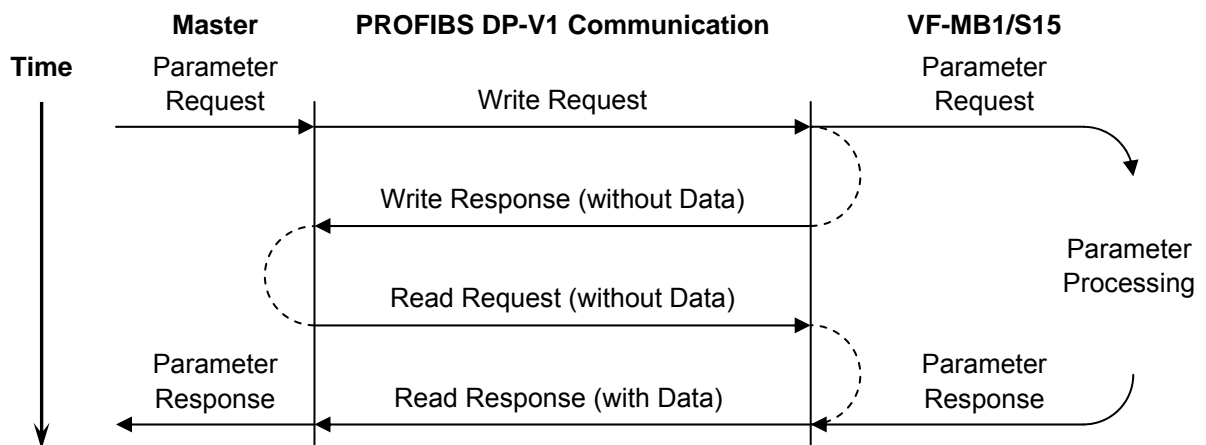 Master
PROFIBS DP-V1 Communication
VF-MB1/S15
Time
Parameter
Request
Write Request
Parameter
Request
Write Response (without Data)
Parameter
Processing
Read Request (without Data)
Parameter
Response
Read Response (with Data)
Parameter
Response